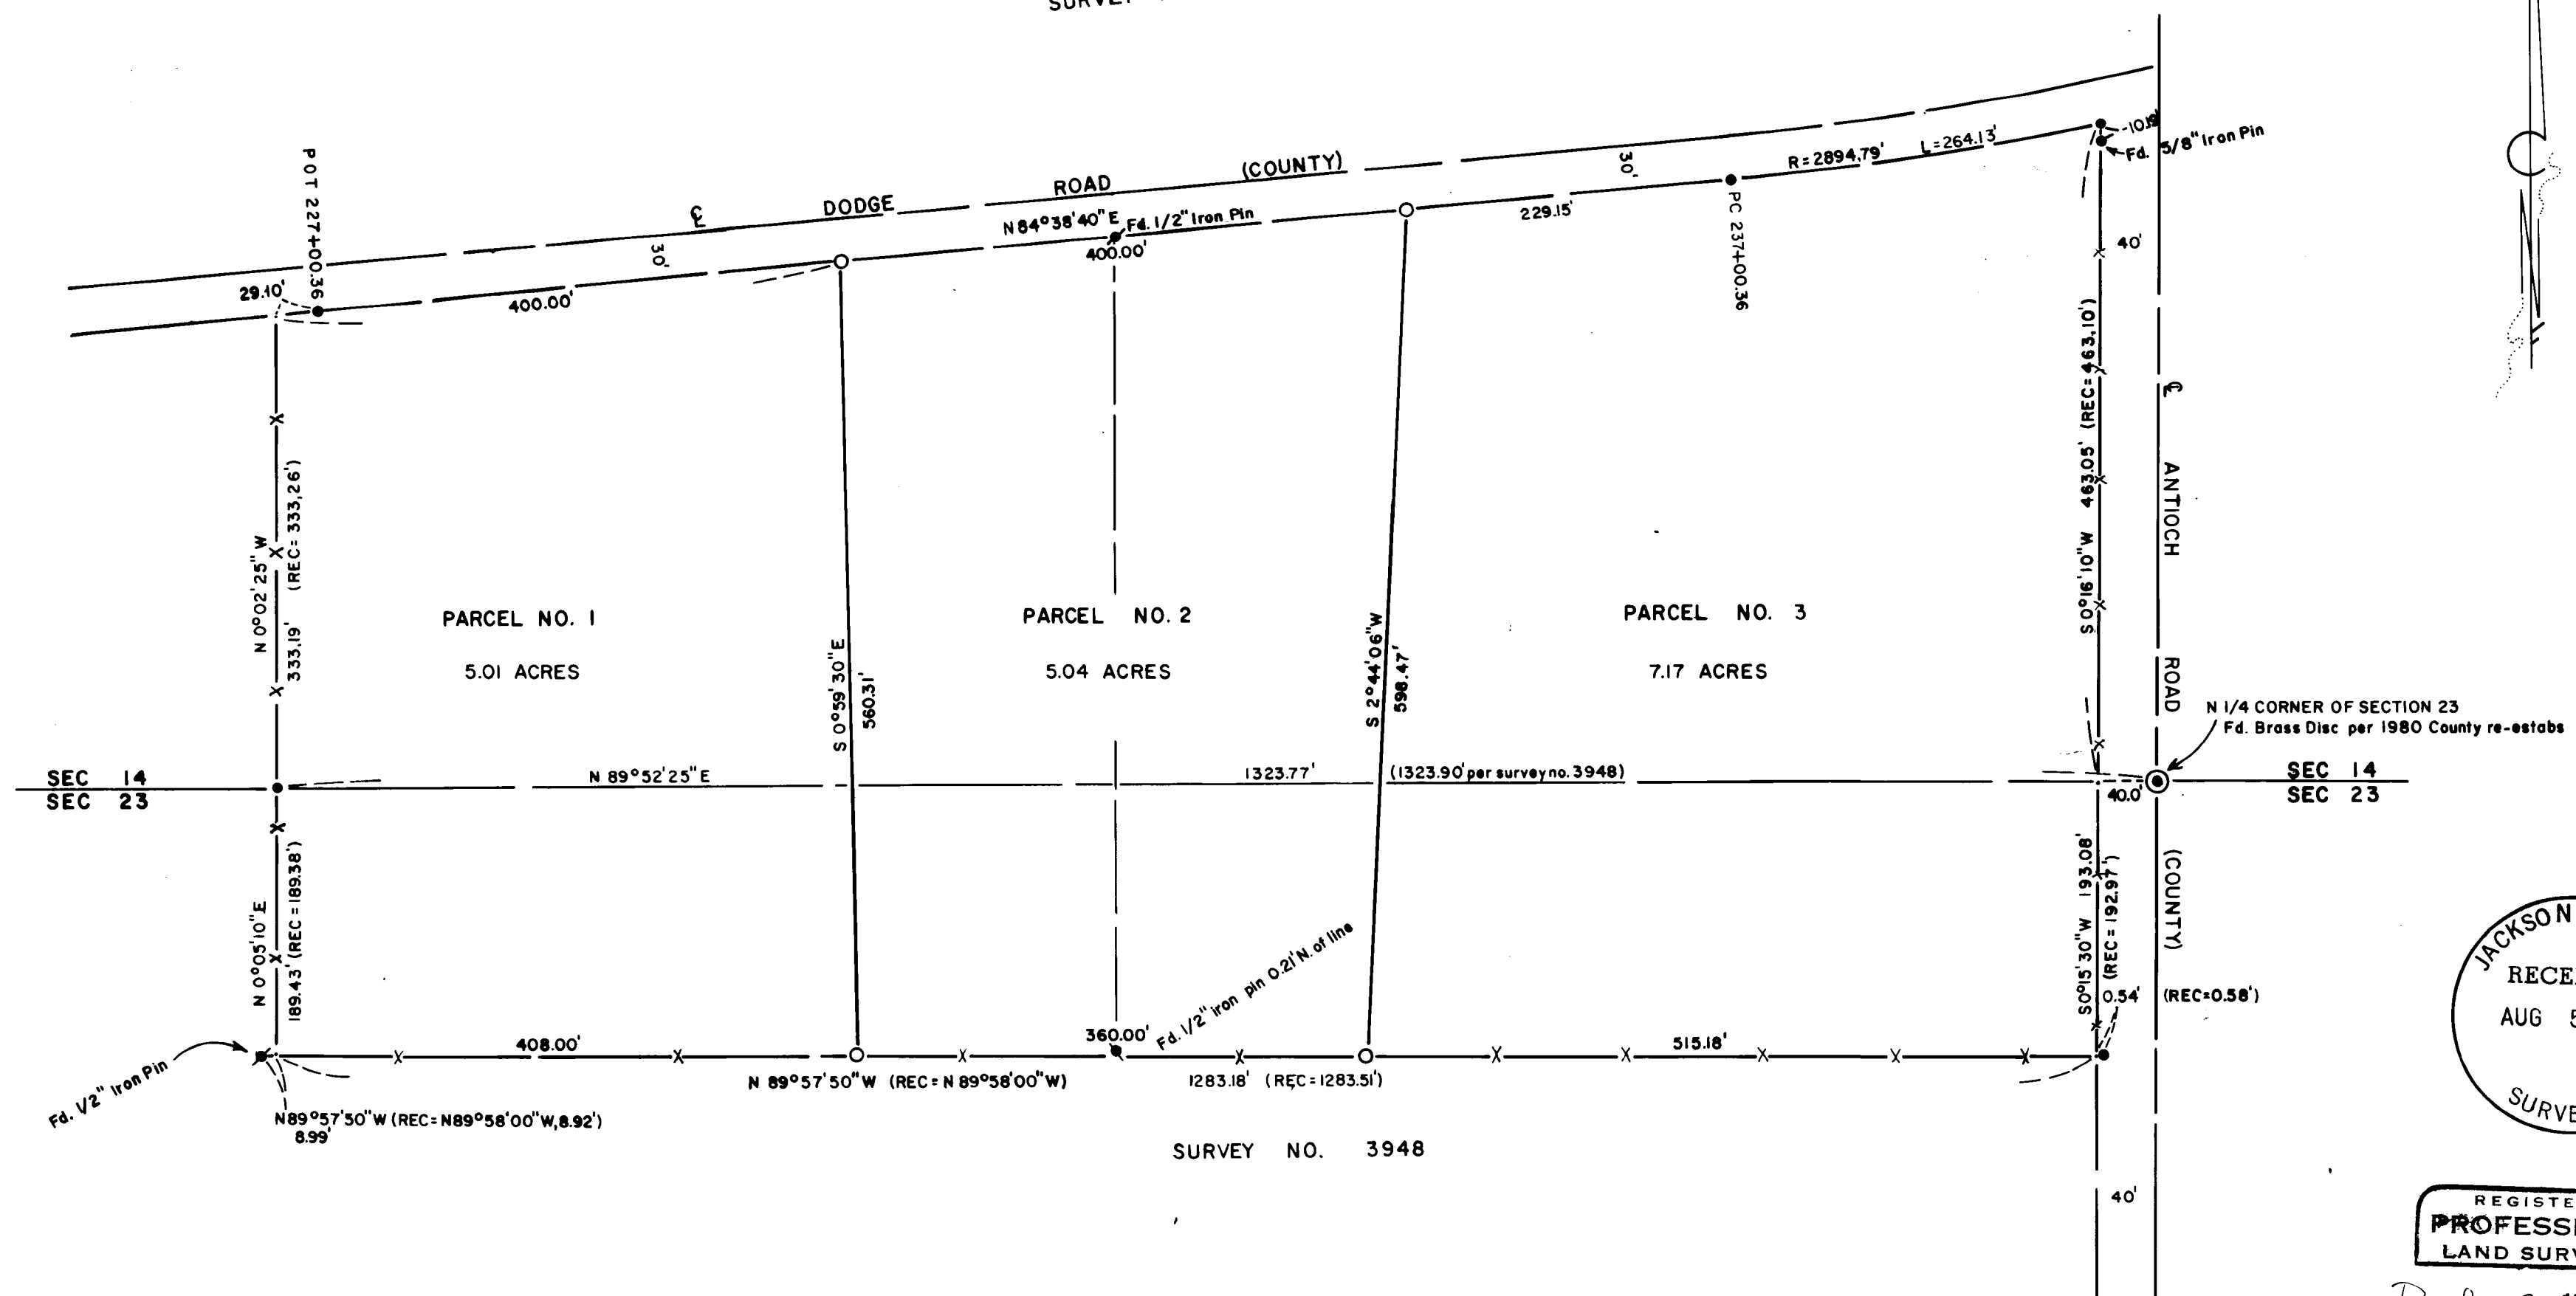 SURVEY
POT 227+00.36
29.10'
400.00'
30'
℄ DODGE ROAD (COUNTY)
N 84°38'40" E
Fd. 1/2" Iron Pin
400.00'
229.15'
30'
PC 237+00.36
R=2894.79' L=264.13'
Fd. 5/8" Iron Pin
40'
N 0°02'25" W
333.19' (REC= 333.26')
PARCEL NO. 1
5.01 ACRES
S 0°59'30" E
560.31'
PARCEL NO. 2
5.04 ACRES
S 2°44'06" W
598.47'
PARCEL NO. 3
7.17 ACRES
S 0°16'10" W 463.05' (REC= 463.10')
℄ ANTIOCH ROAD (COUNTY)
N 1/4 CORNER OF SECTION 23
Fd. Brass Disc per 1980 County re-estabs
SEC 14
SEC 23
N 89°52'25" E
1323.77' (1323.90' per survey no. 3948)
40.0'
SEC 14
SEC 23
N 0°05'10" E
189.43' (REC= 189.38')
S 0°15'30" W 193.08'
(REC= 192.97')
0.54' (REC=0.58')
Fd. 1/2" Iron Pin
408.00'
360.00'
Fd. 1/2" iron pin 0.21' N. of line
515.18'
N 89°57'50" W (REC= N 89°58'00" W)
1283.18' (REC=1283.51')
N 89°57'50" W (REC= N 89°58'00" W, 8.92')
8.99'
SURVEY NO. 3948
40'
JACKSON
RECE
AUG 5
SURVE
REGISTE
PROFESSI
LAND SURV